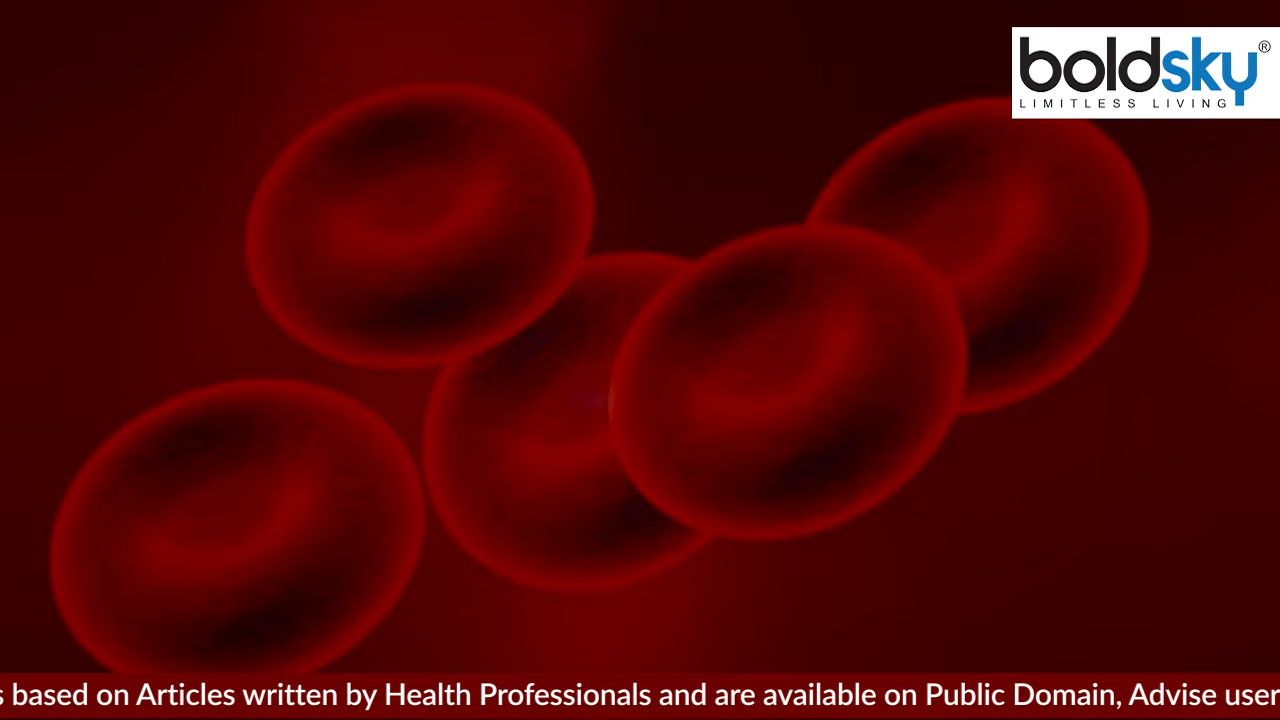 boldsky®
LIMITLESS LIVING
based on Articles written by Health Professionals and are available on Public Domain, Advise user